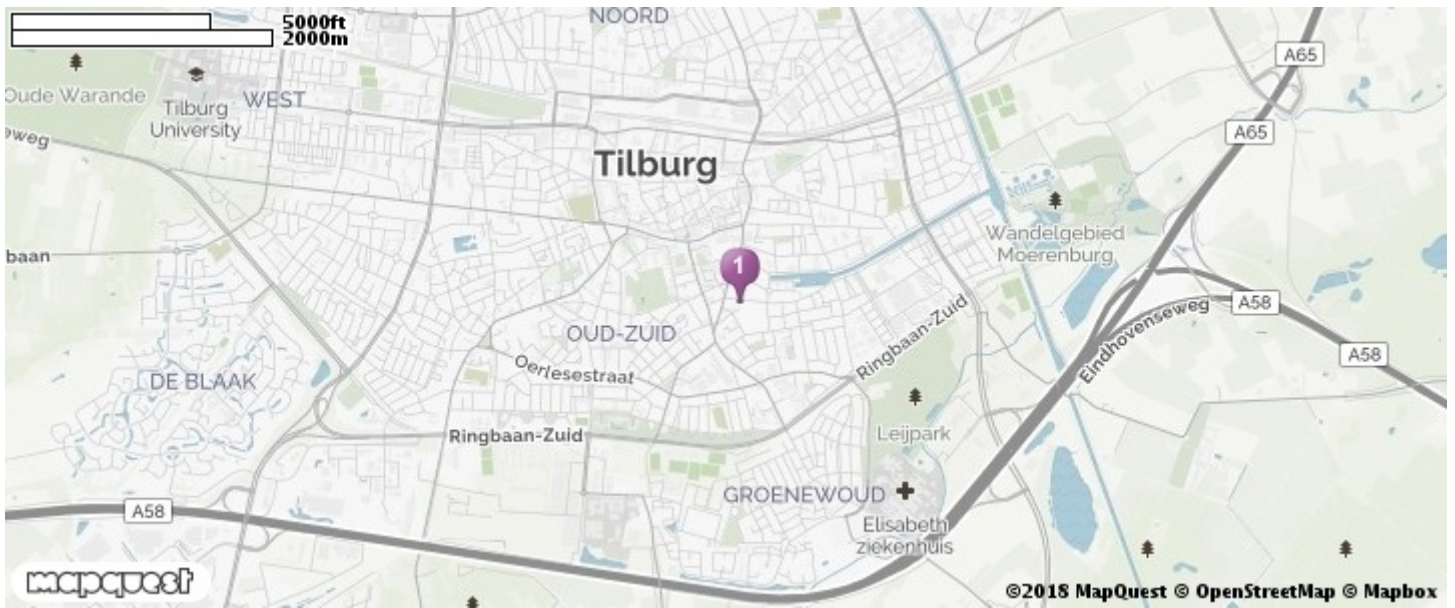 5000ft
2000m
NOORD
A65
Oude Warande
Tilburg
University
WEST
A65
Tilburg
Wandelgebied
Moerenburg
baan
1
A58
Eindhovenseweg
Ringbaan-Zuid
OUD-ZUID
A58
Oerlesestraat
DE BLAAK
Ringbaan-Zuid
Leijpark
GROENEWOUD
A58
Elisabeth
ziekenhuis
mapquest
©2018 MapQuest © OpenStreetMap © Mapbox